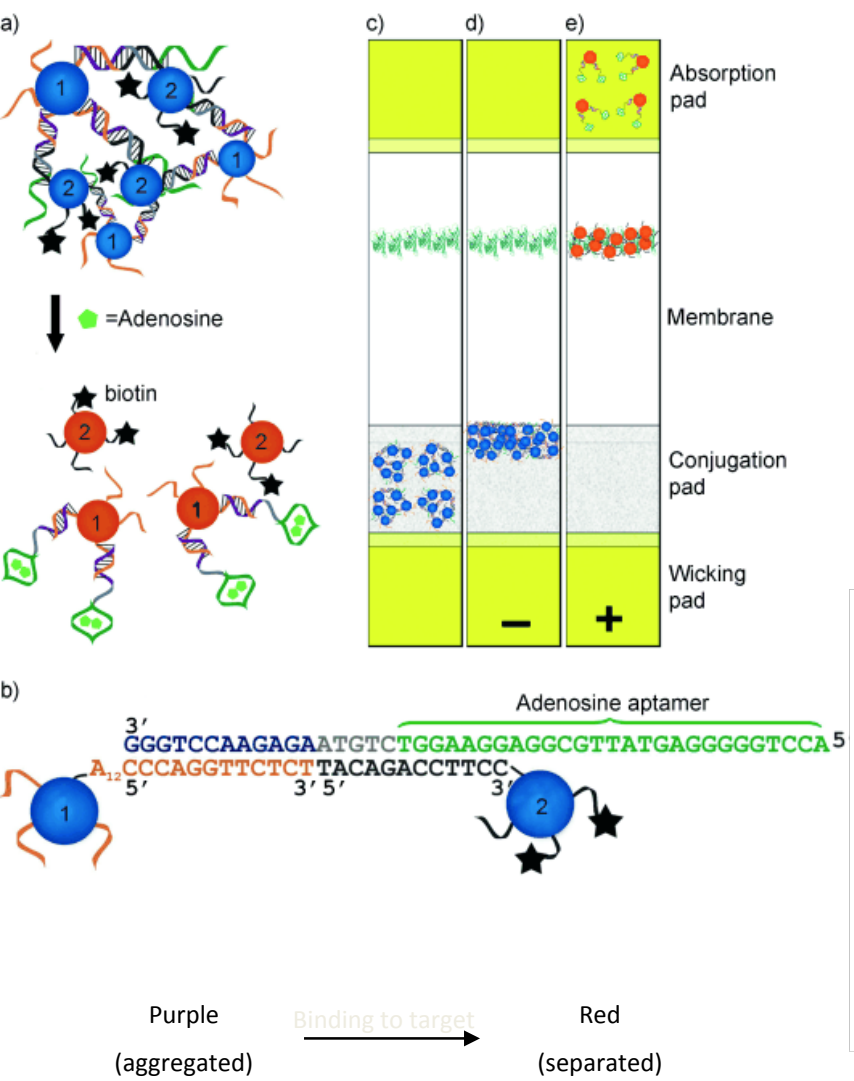 a)
1
2
1
2
2
1
=Adenosine
biotin
2
2
1
1
c)
d)
e)
Absorption
pad
Membrane
Conjugation
pad
Wicking
pad
−
+
b)
Adenosine aptamer
3′
GGGTCCAAGAGAATGTCTGGAAGGAGGCGTTATGAGGGGGTCCA 5
A12CCCAGGTTCTCTTACAGACCTTCC
5′ 3′ 5′ 3′
1
2
Purple
(aggregated)
Binding to target
Red
(separated)